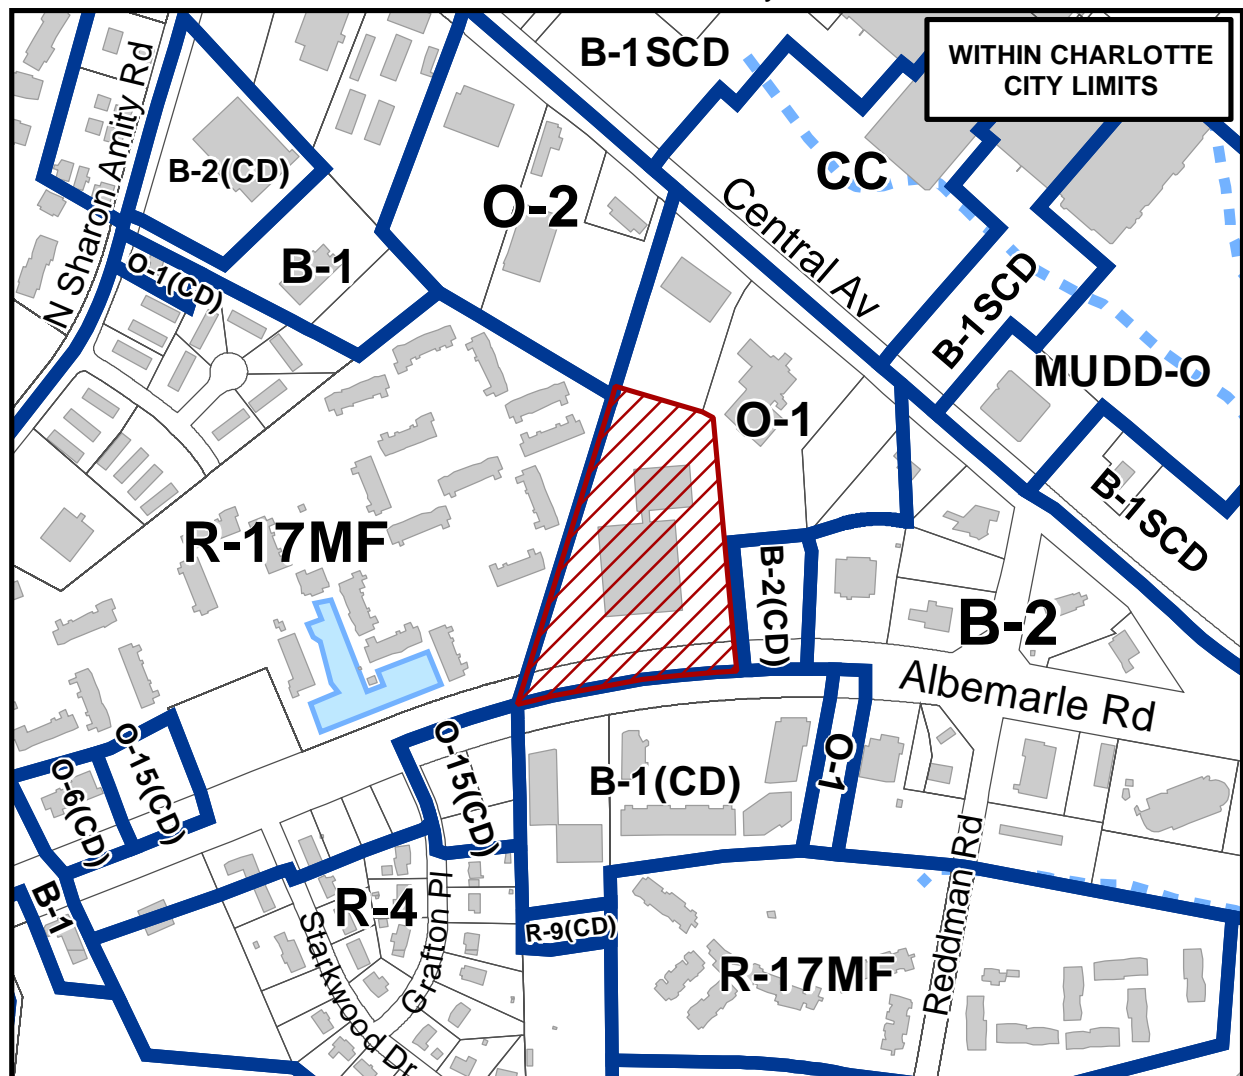 B-1SCD
WITHIN CHARLOTTE
CITY LIMITS
N Sharon Amity Rd
B-2(CD)
CC
O-2
Central Av
B-1
O-1(CD)
B-1SCD
MUDD-O
O-1
B-1SCD
R-17MF
B-2(CD)
B-2
Albemarle Rd
O-15(CD)
O-15(CD)
O-6(CD)
B-1(CD)
O-1
B-1
R-4
Grafton Pl
Starkwood Dr
R-9(CD)
Reddman Rd
R-17MF